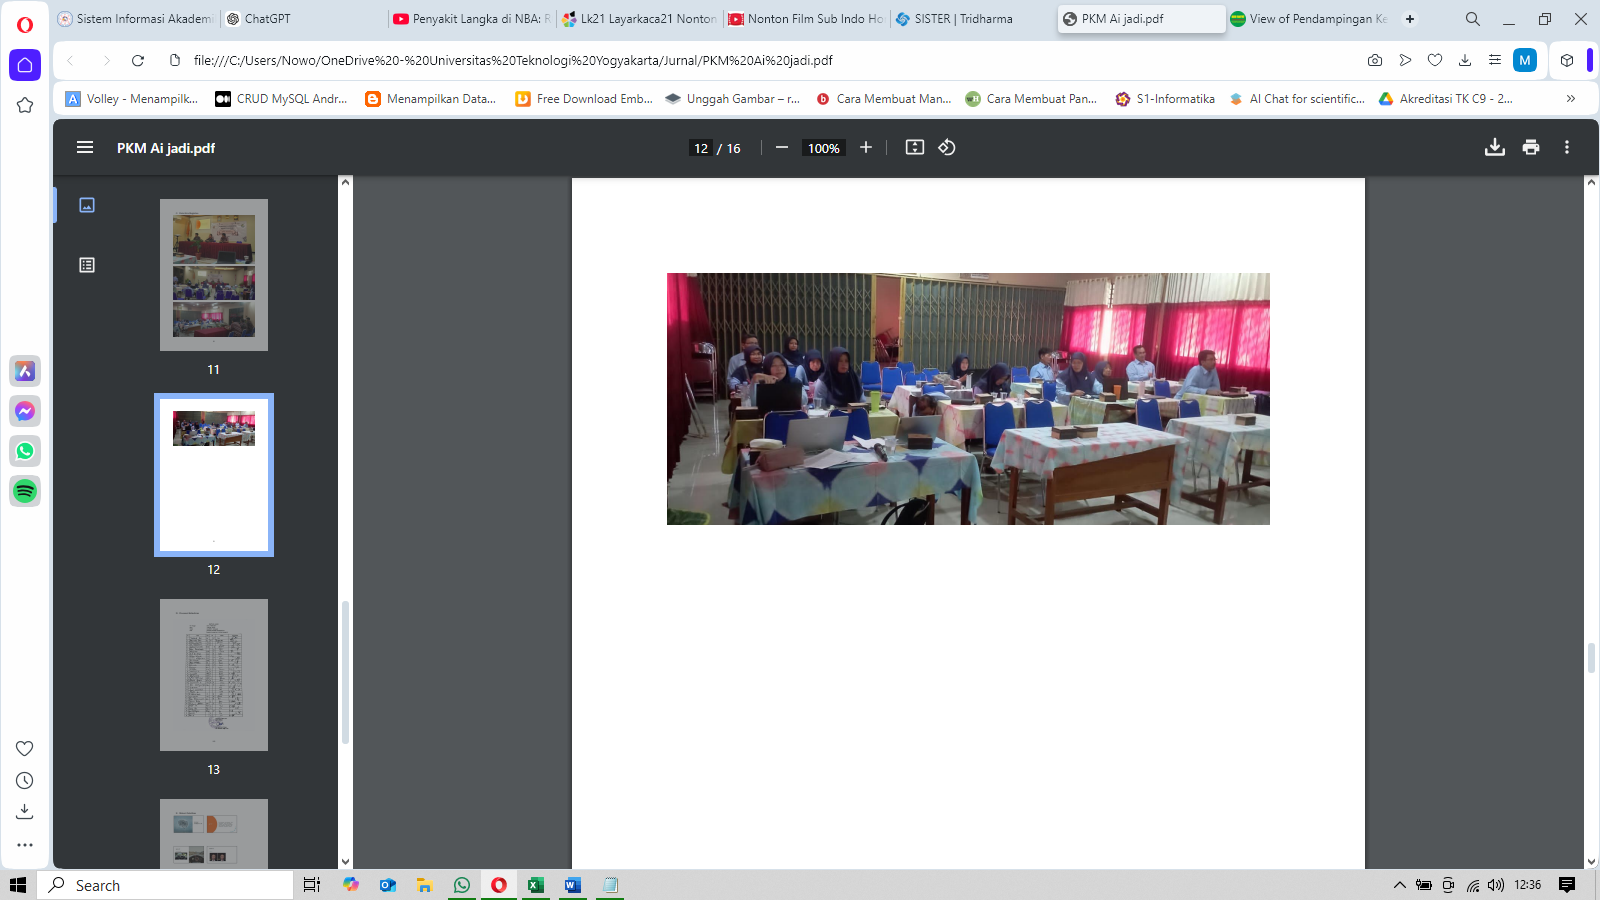 Sistem Informasi Akademi
ChatGPT
Penyakit Langka di NBA: R
Lk21 Layarkaca21 Nonton
Nonton Film Sub Indo Ho
SISTER | Tridharma
PKM Ai jadi.pdf
View of Pendampingan Ke
file:///C:/Users/Nowo/OneDrive%20-%20Universitas%20Teknologi%20Yogyakarta/Jurnal/PKM%20Ai%20jadi.pdf
M
Volley - Menampilk...
CRUD MySQL Andr...
Menampilkan Data...
Free Download Emb...
Unggah Gambar – r...
Cara Membuat Man...
Cara Membuat Pan...
S1-Informatika
AI Chat for scientific...
Akreditasi TK C9 - 2...
PKM Ai jadi.pdf
12 / 16
100%
11
12
13
Search
12:36